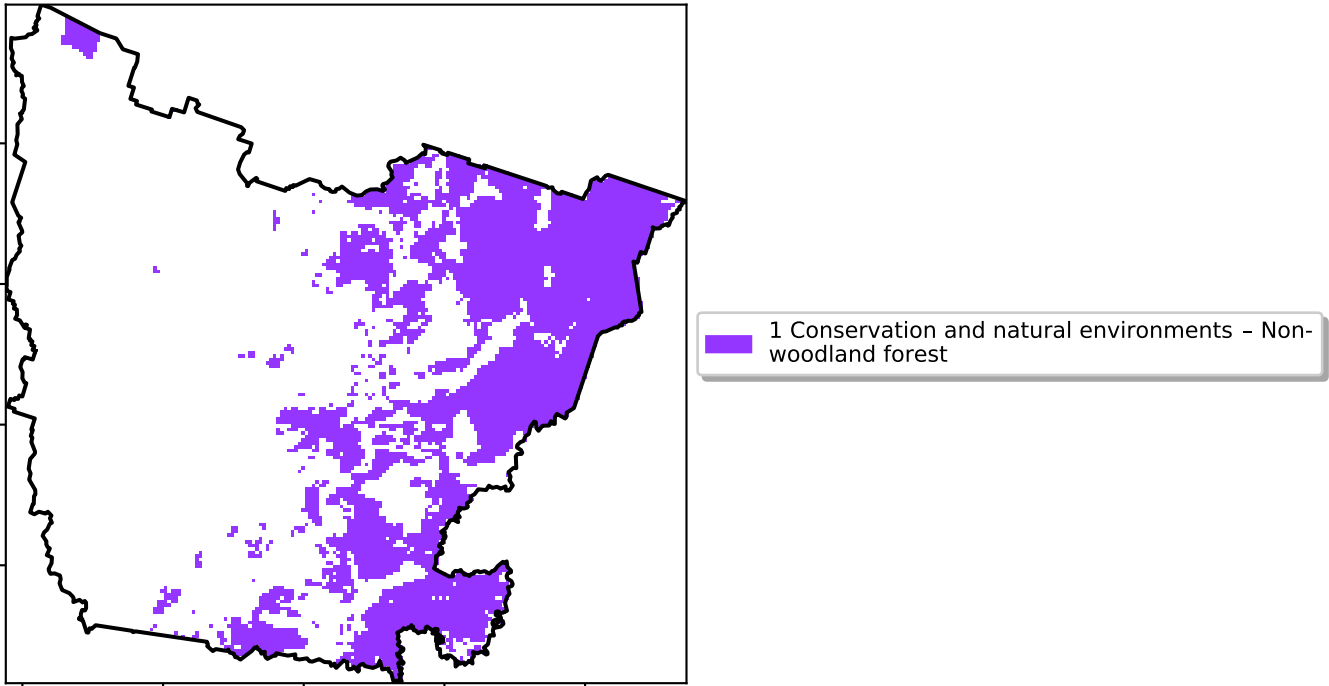 1 Conservation and natural environments – Non-
woodland forest